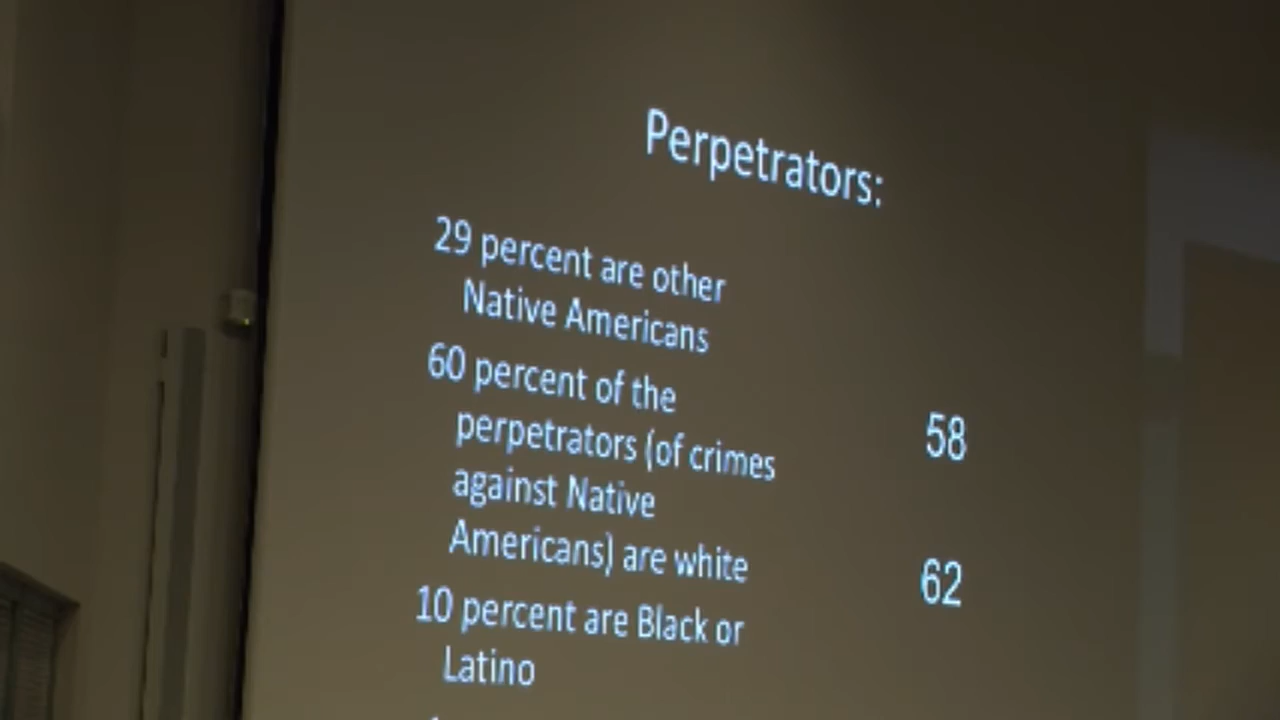 Perpetrators:
29 percent are other
Native Americans
60 percent of the
perpetrators (of crimes
against Native
Americans) are white
10 percent are Black or
Latino
58
62